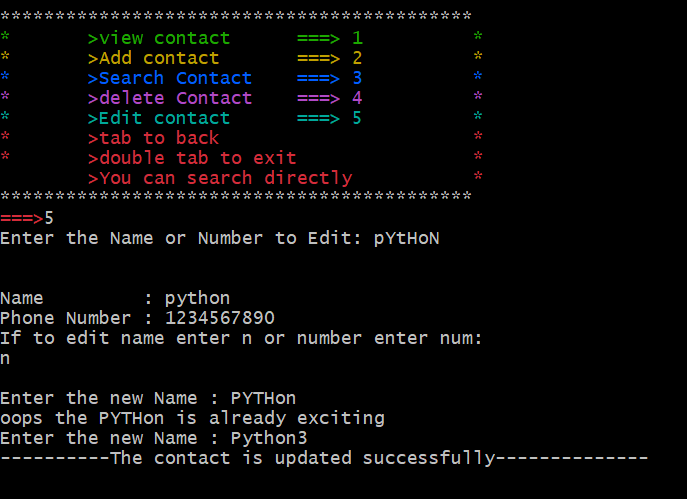 *******************************************
* >view contact ===> 1 *
* >Add contact ===> 2 *
* >Search Contact ===> 3 *
* >delete Contact ===> 4 *
* >Edit contact ===> 5 *
* >tab to back *
* >double tab to exit *
>You can search directly *
*******************************************
===>5
Enter the Name or Number to Edit: pYtHoN
Name : python
Phone Number : 1234567890
If to edit name enter n or number enter num:
n
Enter the new Name : PYTHon
oops the PYTHon is already exciting
Enter the new Name : Python3
----------The contact is updated successfully--------------